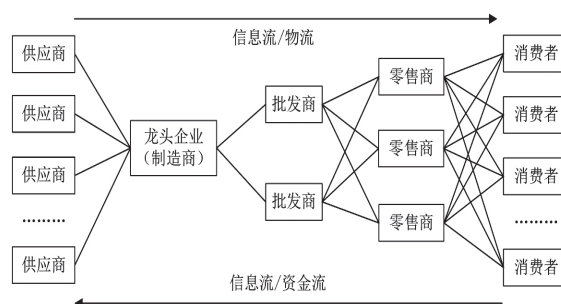 信息流/物流
供应商
供应商
供应商
………
供应商
龙头企业
（制造商）
批发商
批发商
零售商
零售商
零售商
消费者
消费者
消费者
………
消费者
信息流/资金流